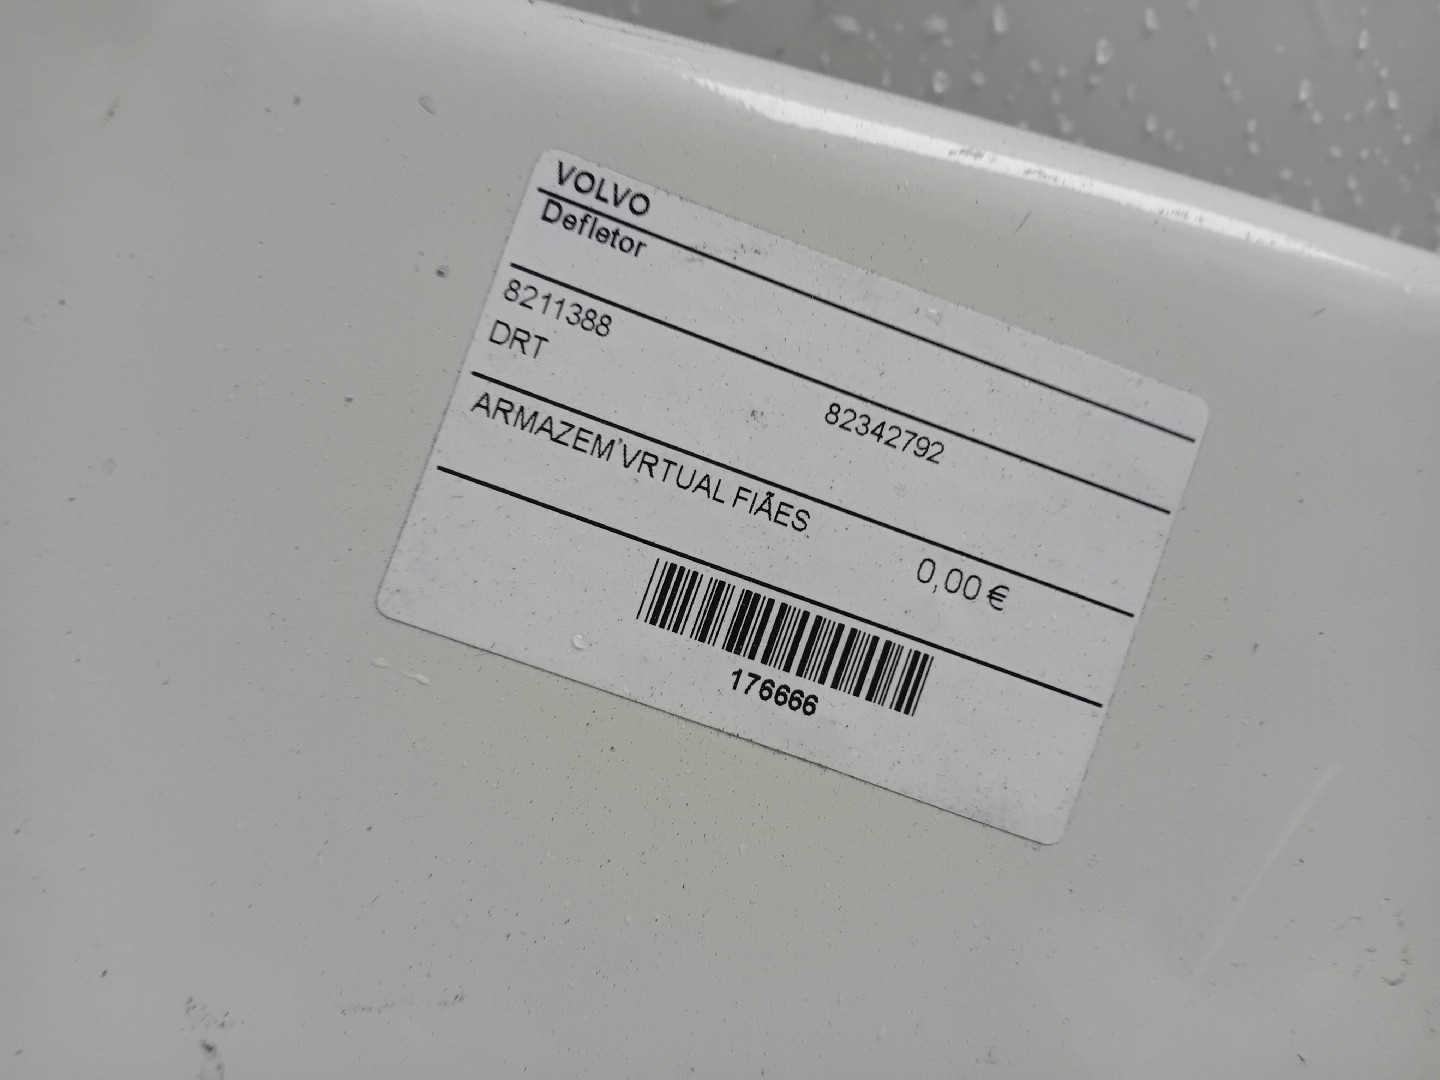 VOLVO
Defletor
8211388
82342792
DRT
ARMAZEM VRTUAL FIÃES
0,00 €
176666